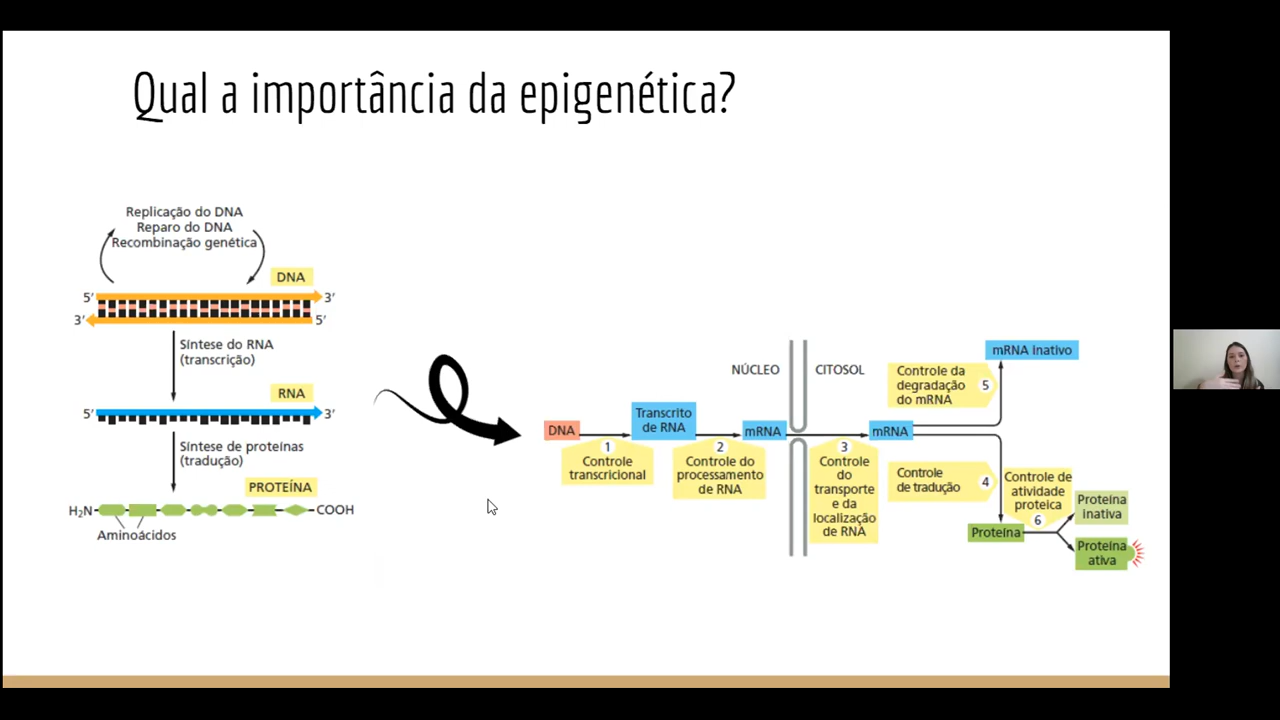 Qual a importância da epigenética?
Replicação do DNA
Reparo do DNA
Recombinação genética
DNA
5’
3’
3’
5’
Síntese do RNA
(transcrição)
RNA
5’
3’
Síntese de proteínas
(tradução)
PROTEÍNA
H₂N
COOH
Aminoácidos
NÚCLEO
CITOSOL
DNA
1
Controle
transcricional
Transcrito
de RNA
2
Controle do
processamento
de RNA
mRNA
3
Controle
do
transporte
e da
localização
de RNA
mRNA
Controle da
degradação
do mRNA
5
mRNA inativo
Controle
de tradução
4
Controle de
atividade
proteica
6
Proteína
Proteína
inativa
Proteína
ativa